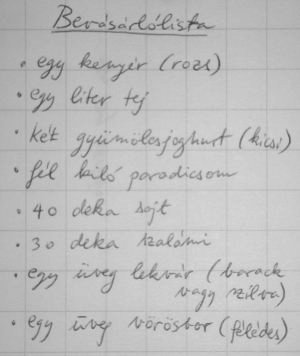 Bevásárlólista
• egy kenyér (rozs)
• egy liter tej
• két gyümölcsjoghurt (kicsi)
• fél kiló paradicsom
• 40 deka sajt
• 30 deka szalámi
• egy üveg lekvár (barack
vagy szilva)
• egy üveg vörösbor (félédes)